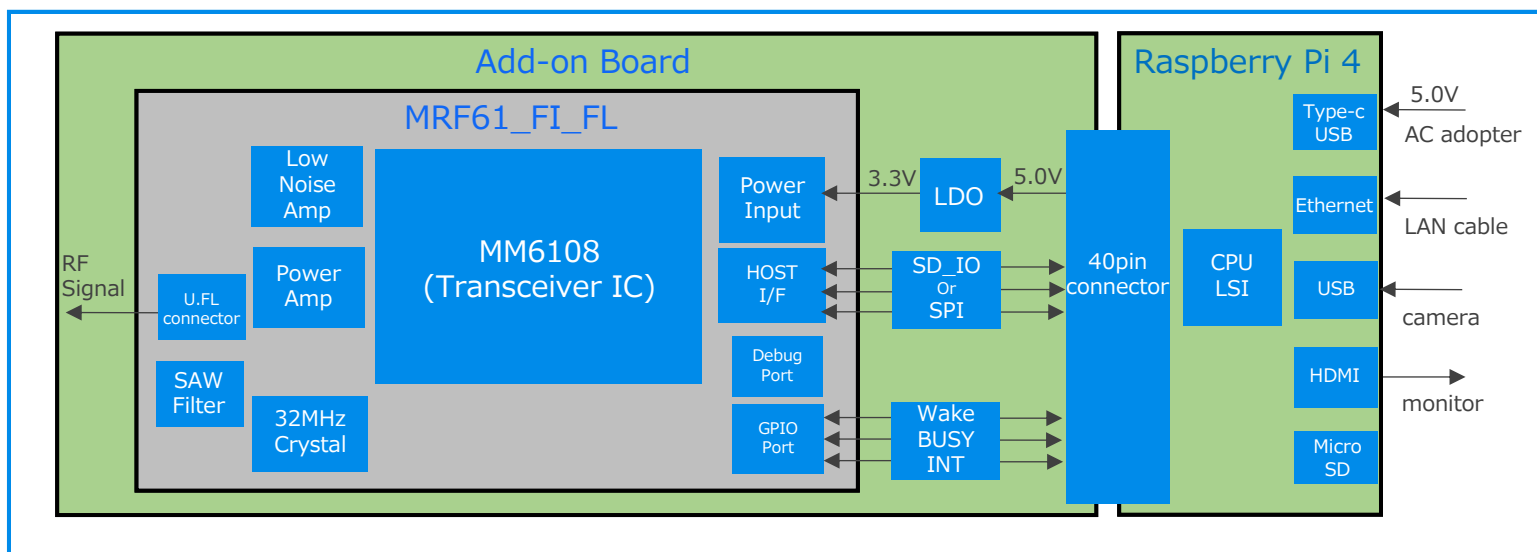 Add-on Board
Raspberry Pi 4
MRF61_FI_FL
Low
Noise
Amp
Power
Amp
RF
Signal
U.FL
connector
SAW
Filter
32MHz
Crystal
MM6108
(Transceiver IC)
Power
Input
HOST
I/F
Debug
Port
GPIO
Port
3.3V
LDO
5.0V
SD_IO
Or
SPI
Wake
BUSY
INT
40pin
connector
CPU
LSI
Type-c
USB
Ethernet
USB
HDMI
Micro
SD
5.0V
AC adopter
LAN cable
camera
monitor